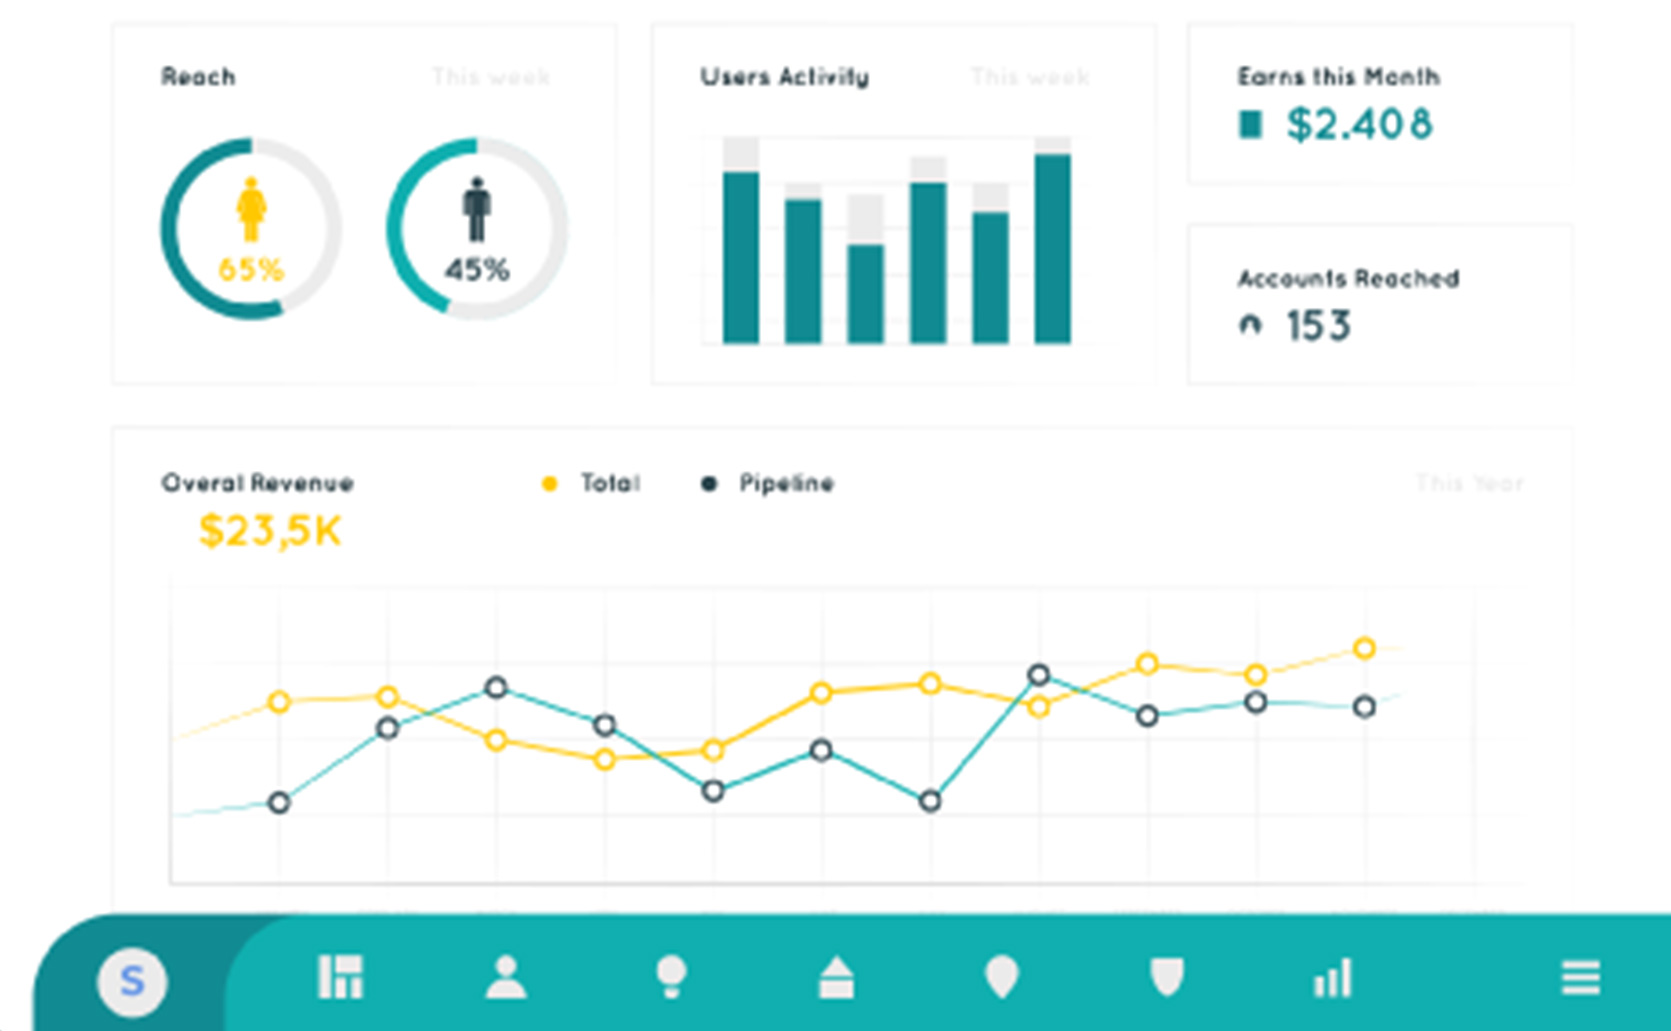 Reach
This week
65%
45%
Users Activity
This week
Earns this Month
$2.408
Accounts Reached
153
Overal Revenue
$23,5K
Total
Pipeline
This Year
S